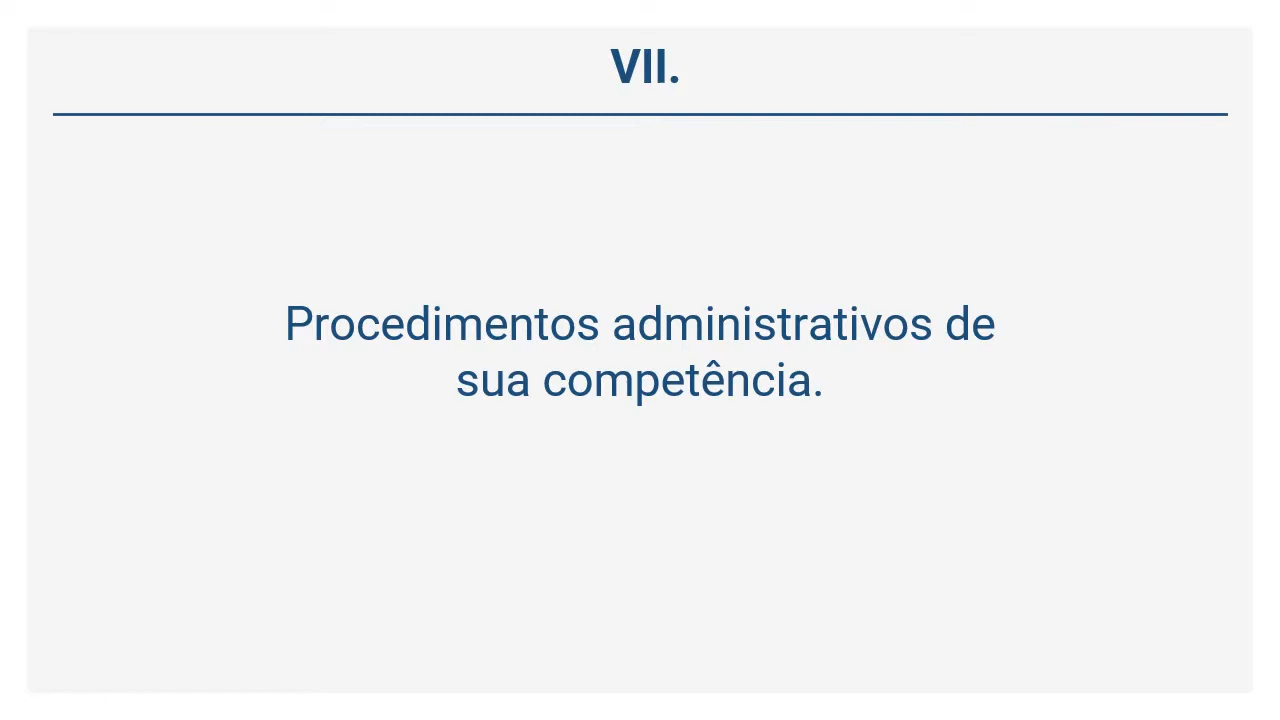 VII.
Procedimentos administrativos de
sua competência.